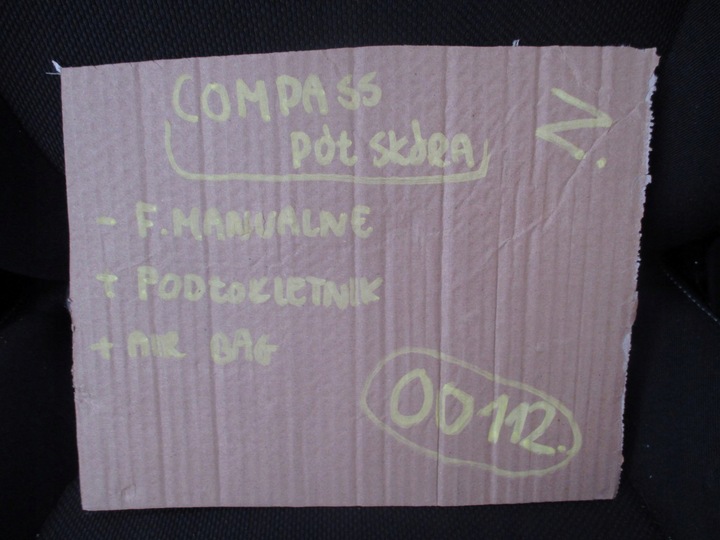 COMPASS
PÓŁ SKÓRA
N.
- F. MANUALNE
+ PODŁOKIETNIK
+ AIR BAG
00112.